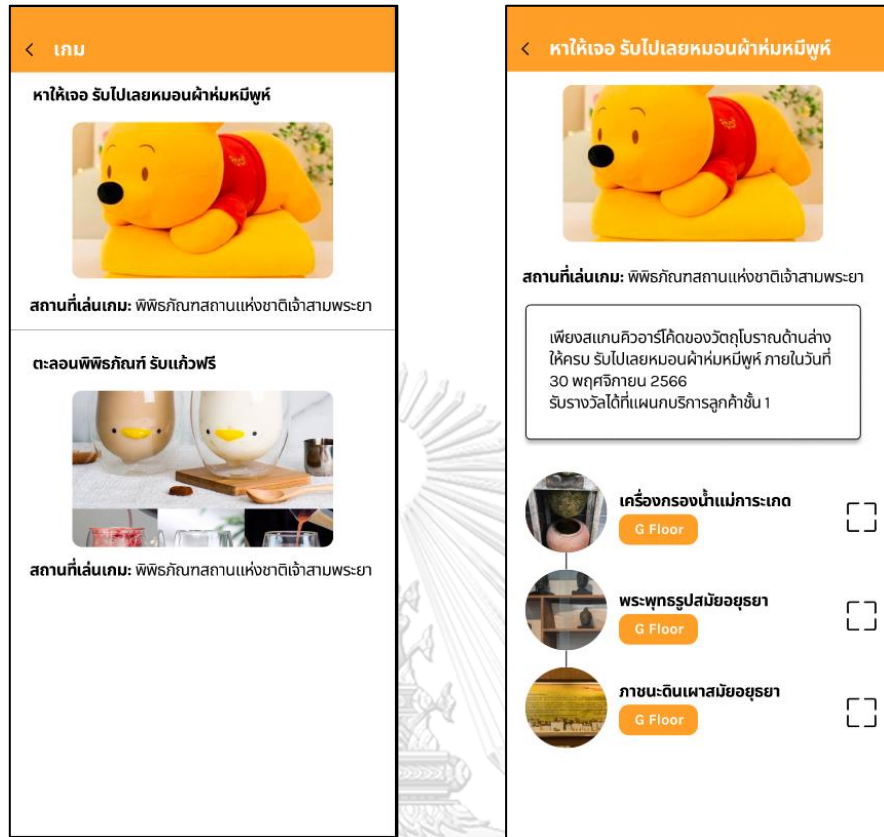 เกม
หาให้เจอ รับไปเลยหมอนผ้าห่มหมีพูห์
สถานที่เล่นเกม: พิพิธภัณฑสถานแห่งชาติเจ้าสามพระยา
ตะลอนพิพิธภัณฑ์ รับแก้วฟรี
สถานที่เล่นเกม: พิพิธภัณฑสถานแห่งชาติเจ้าสามพระยา
หาให้เจอ รับไปเลยหมอนผ้าห่มหมีพูห์
สถานที่เล่นเกม: พิพิธภัณฑสถานแห่งชาติเจ้าสามพระยา
เพียงสแกนคิวอาร์โค้ดของวัตถุโบราณด้านล่าง
ให้ครบ รับไปเลยหมอนผ้าห่มหมีพูห์ ภายในวันที่
30 พฤศจิกายน 2566
รับรางวัลได้ที่แผนกบริการลูกค้าชั้น 1
เครื่องกรองน้ำแม่การะเกด
G Floor
พระพุทธรูปสมัยอยุธยา
G Floor
ภาชนะดินเผาสมัยอยุธยา
G Floor